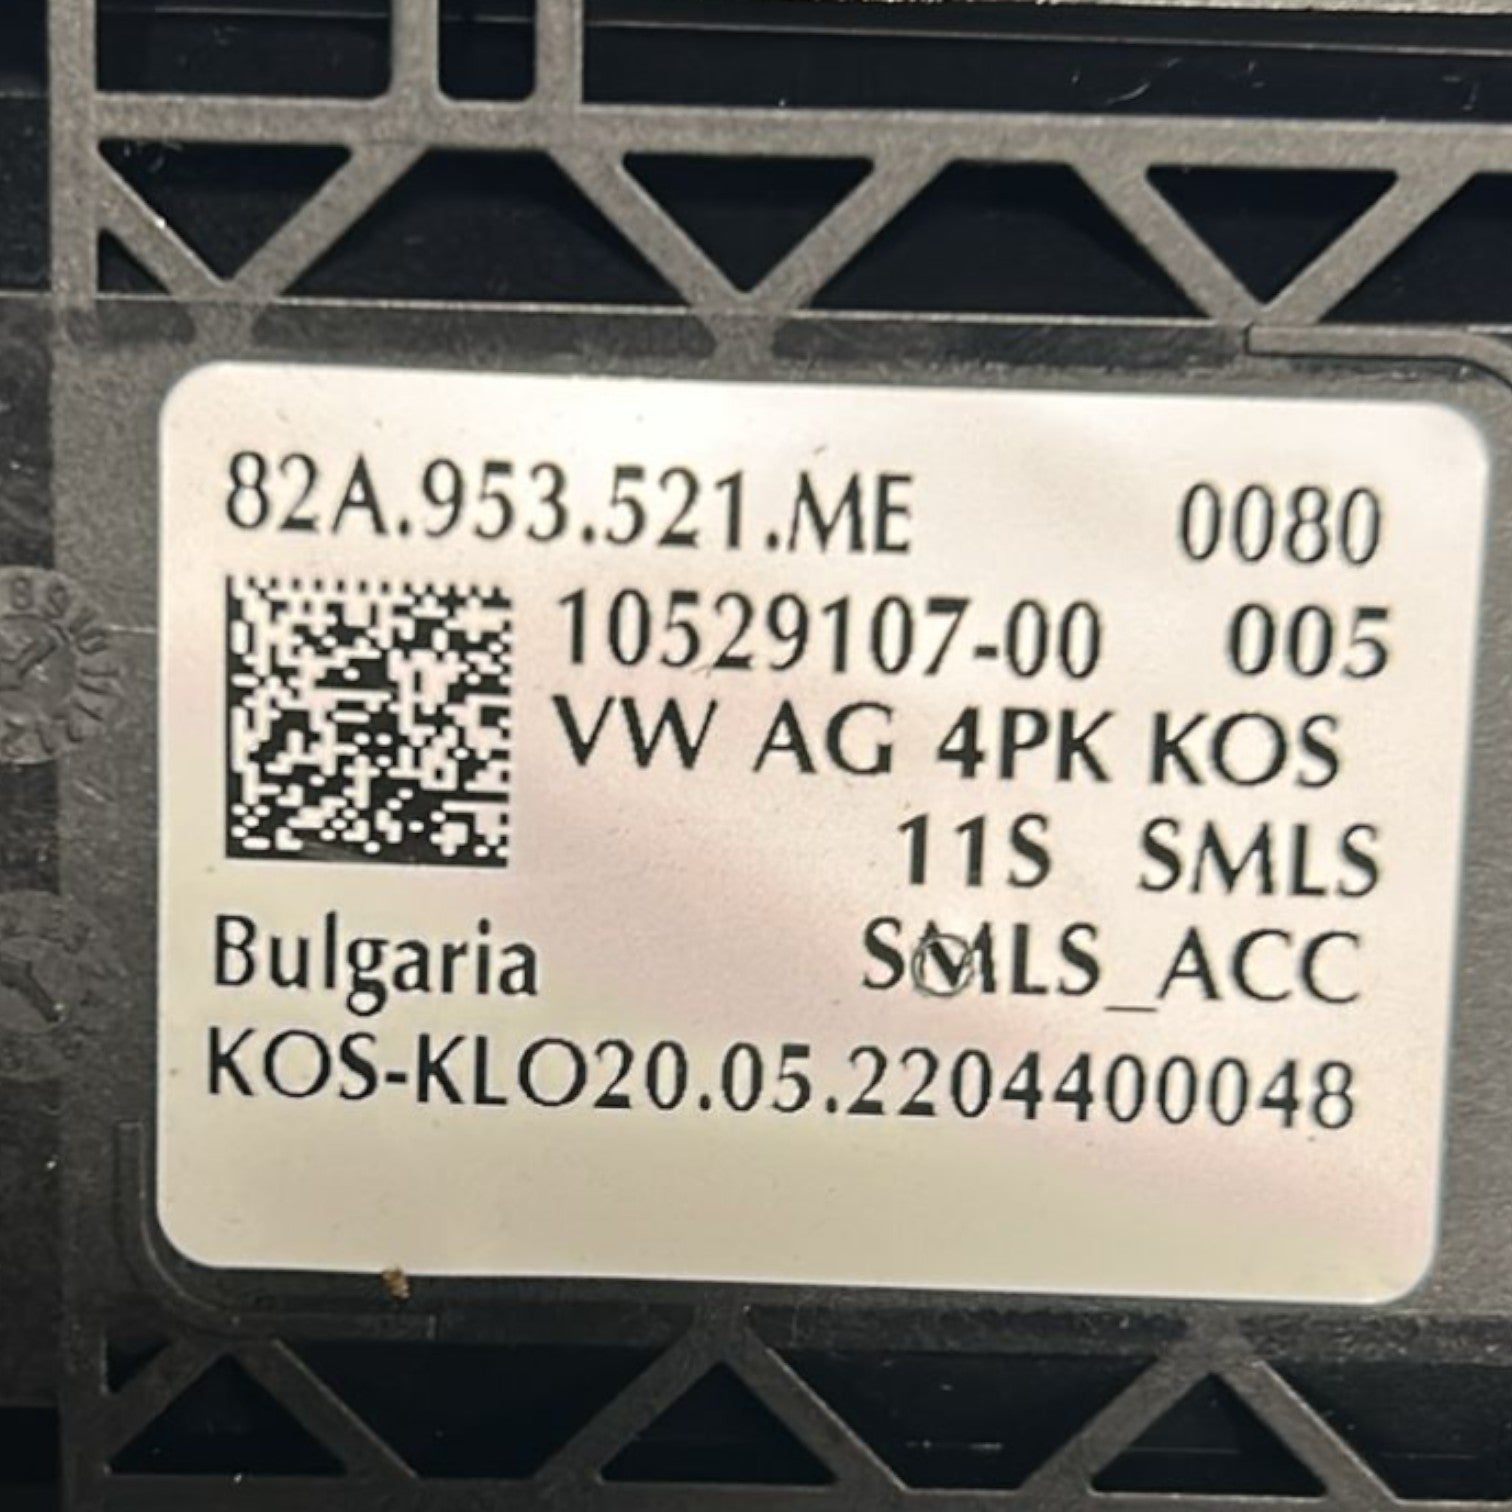 82A.953.521.ME 0080
10529107-00 005
VW AG 4PK KOS
11S SMLS
Bulgaria SMLS_ACC
KOS-KLO20.05.2204400048